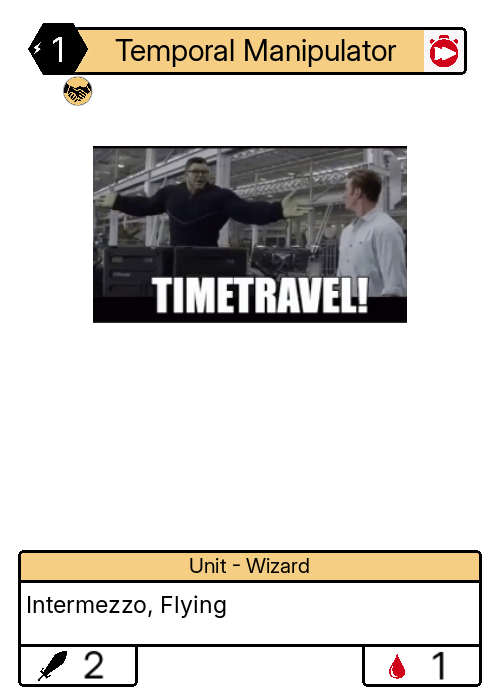 1
Temporal Manipulator
TIMETRAVEL!
Unit - Wizard
Intermezzo, Flying
2
1